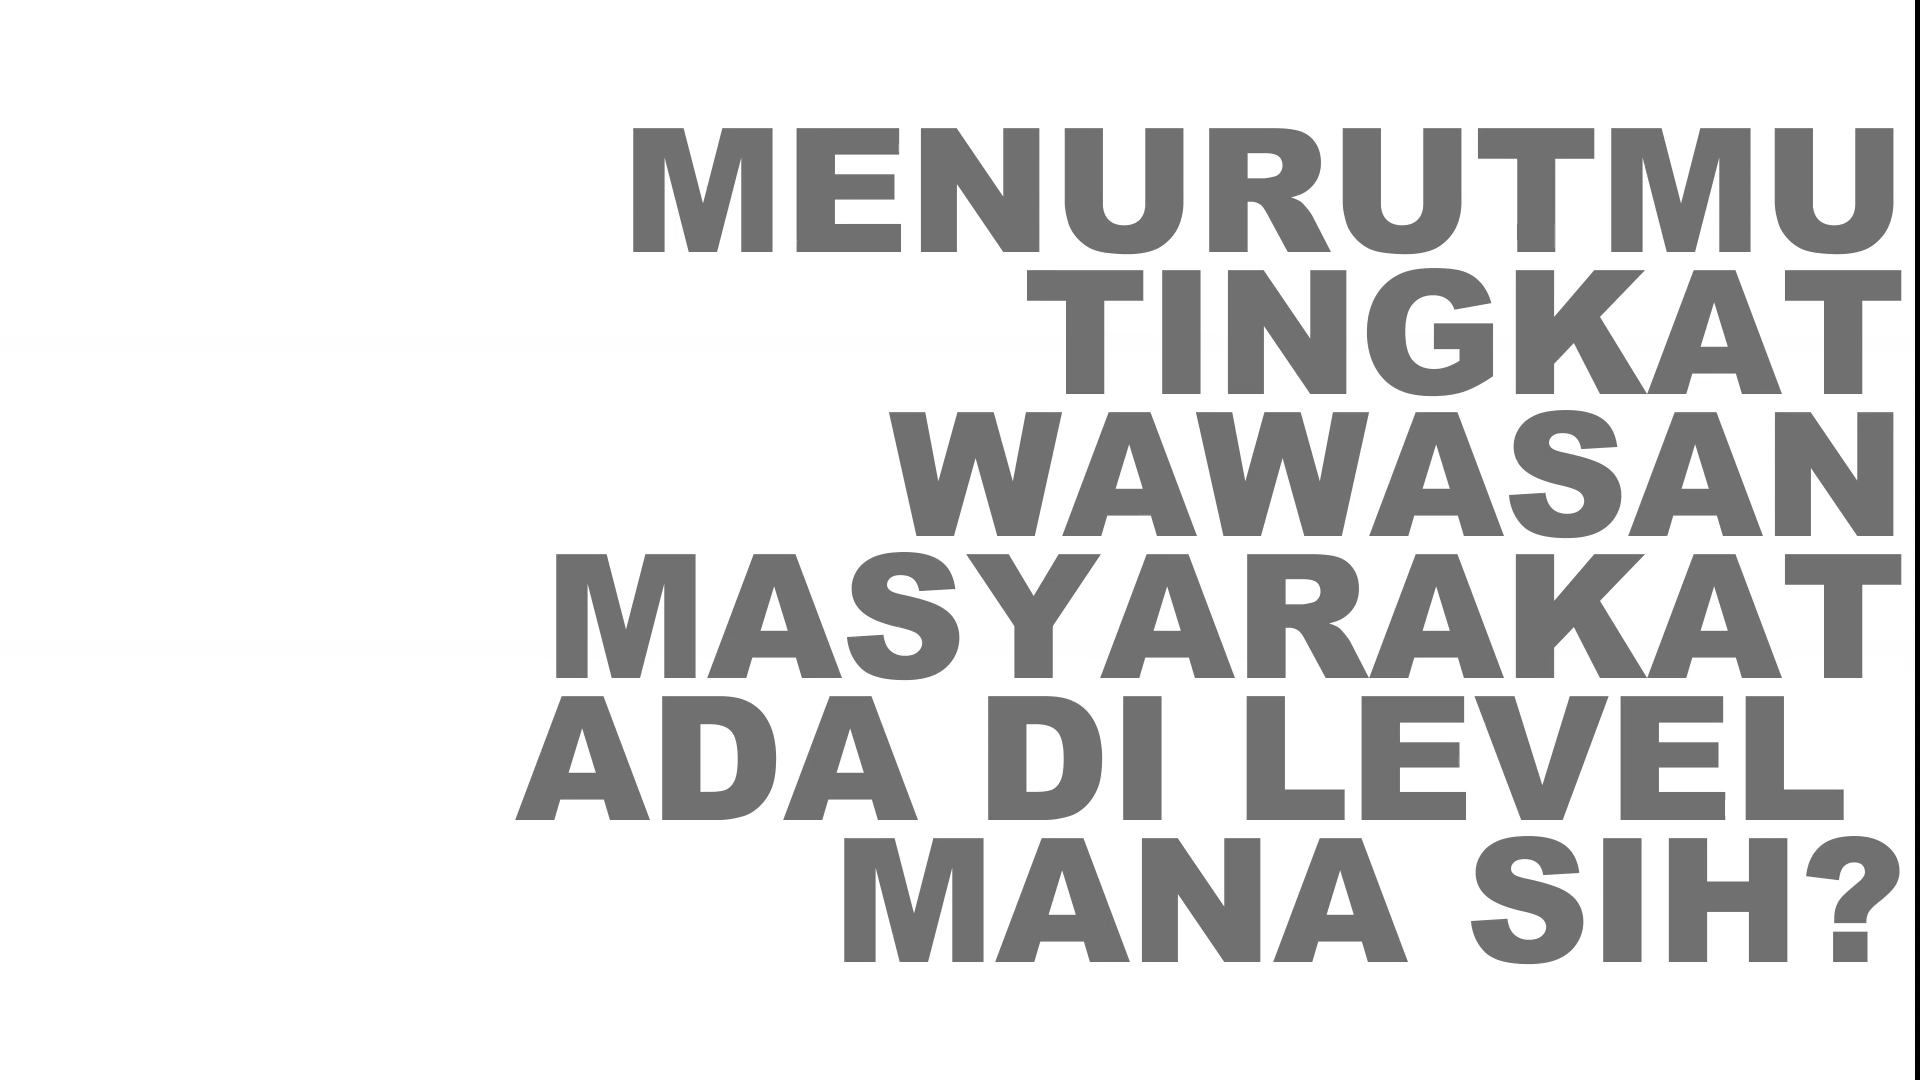 MENURUTMU
TINGKAT
WAWASAN
MASYARAKAT
ADA DI LEVEL
MANA SIH?